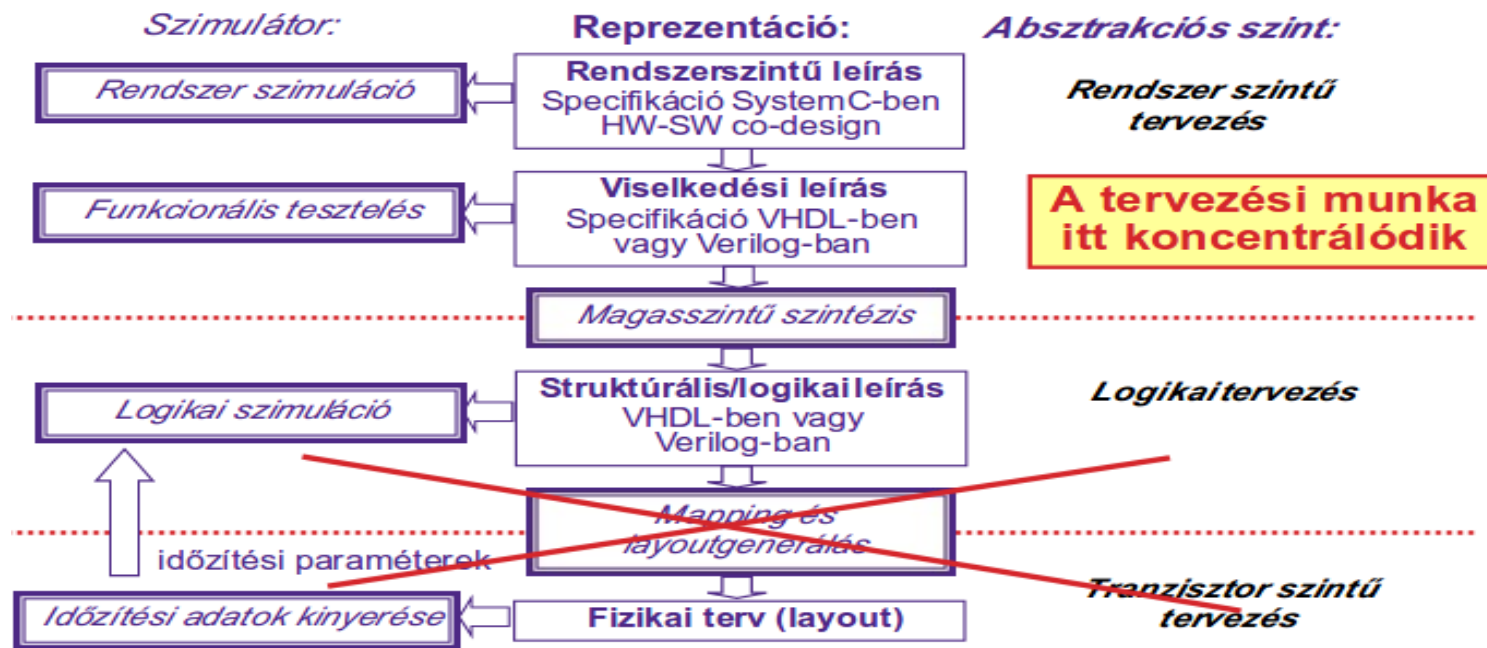 Szimulátor:
Reprezentáció:
Absztrakciós szint:
Rendszer szimuláció
Rendszerszintű leírás
Specifikáció SystemC-ben
HW-SW co-design
Rendszer szintű
tervezés
Funkcionális tesztelés
Viselkedési leírás
Specifikáció VHDL-ben
vagy Verilog-ban
A tervezési munka
itt koncentrálódik
Magasszintű szintézis
Logikai szimuláció
Struktúrális/logikai leírás
VHDL-ben vagy
Verilog-ban
Logikai tervezés
Mapping és
layoutgenerálás
időzítési paraméterek
Időzítési adatok kinyerése
Fizikai terv (layout)
Tranzisztor szintű
tervezés